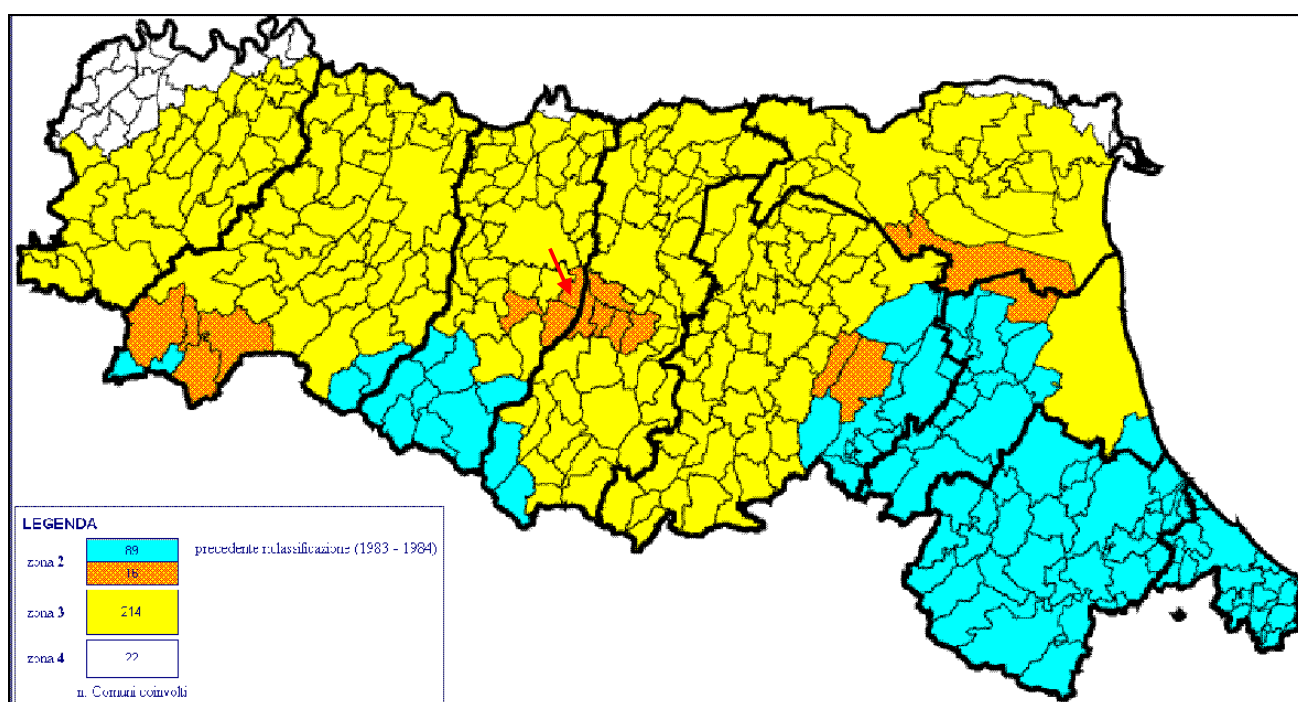 LEGENDA
zona 2
89
precedente riclassificazione (1983 - 1984)
16
zona 3
214
zona 4
22
n. Comuni coinvolti